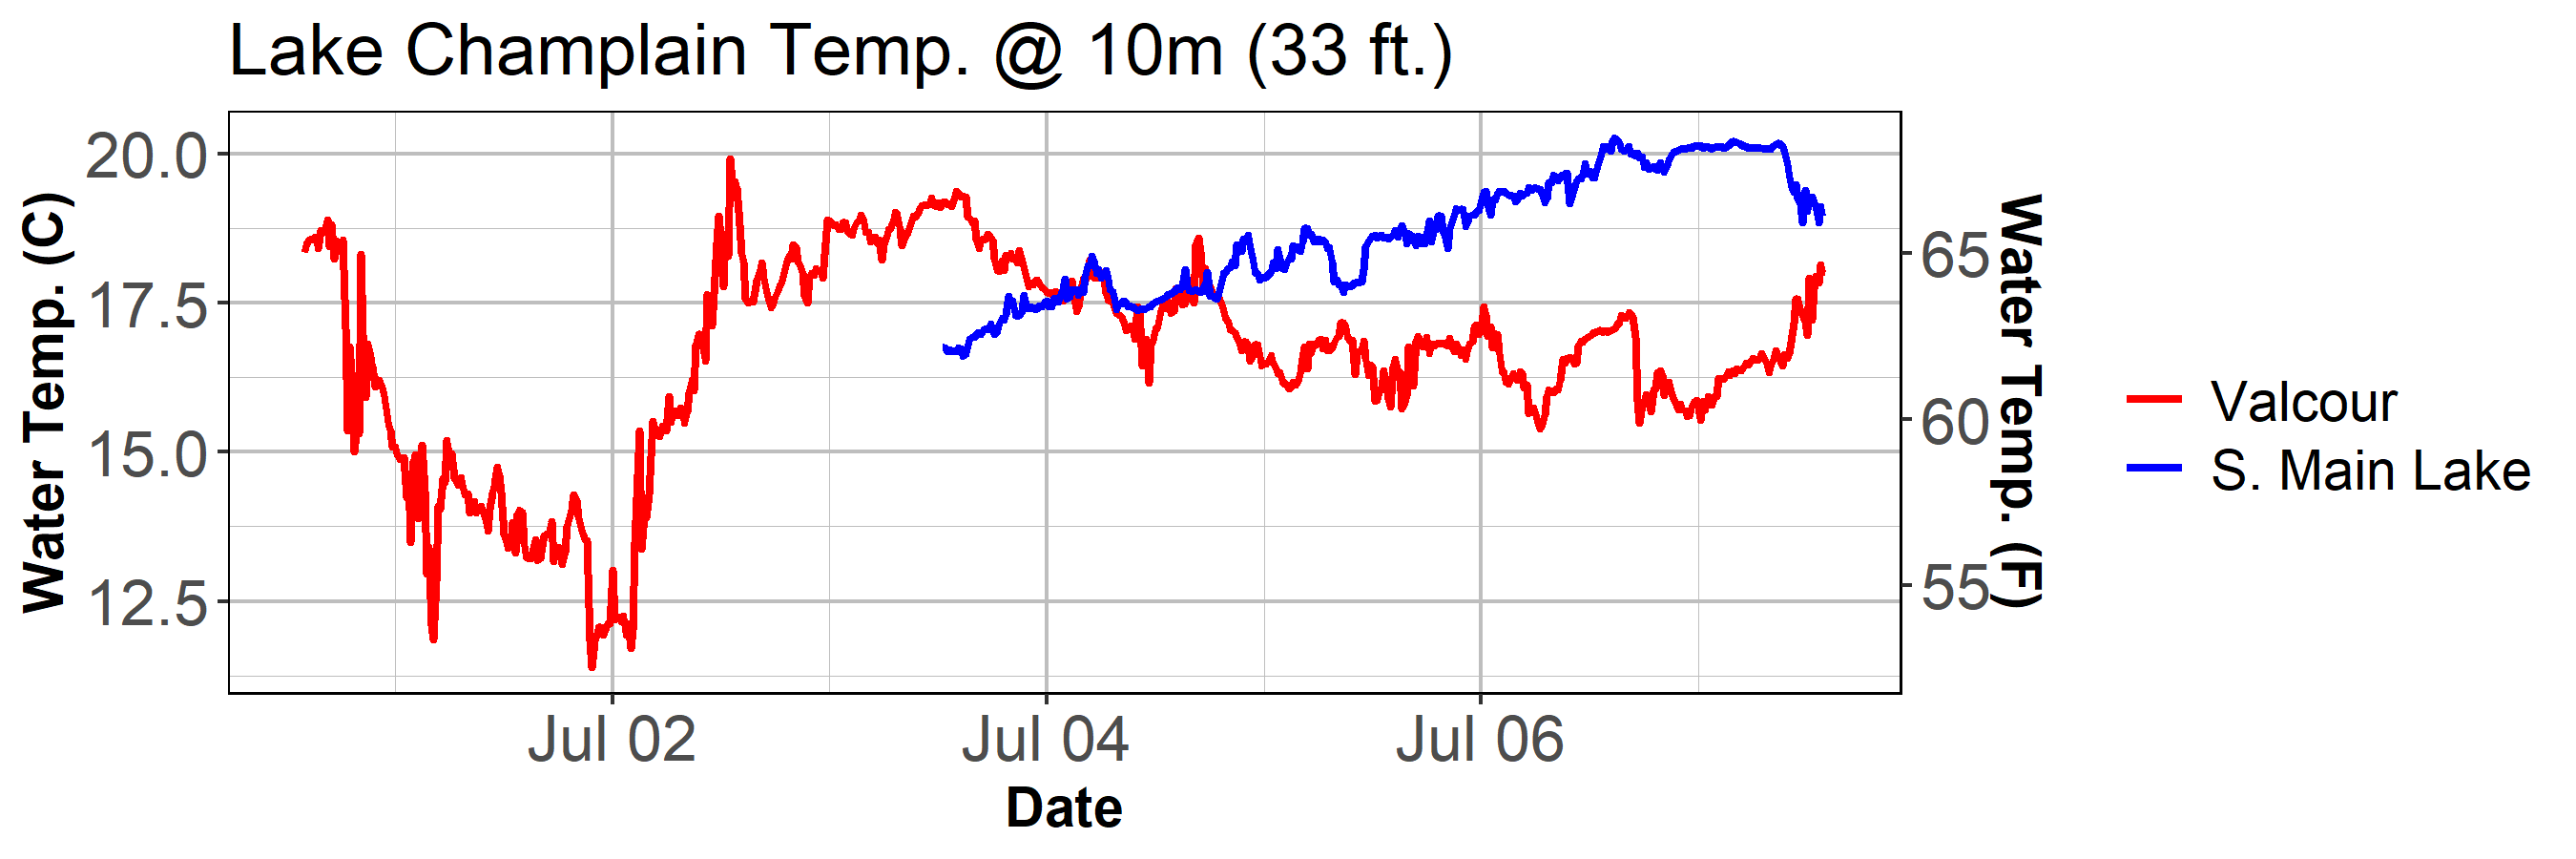 Lake Champlain Temp. @ 10m (33 ft.)
Water Temp. (C)
20.0
17.5
15.0
12.5
65
60
55
Water Temp. (F)
Jul 02
Jul 04
Jul 06
Date
Valcour
S. Main Lake